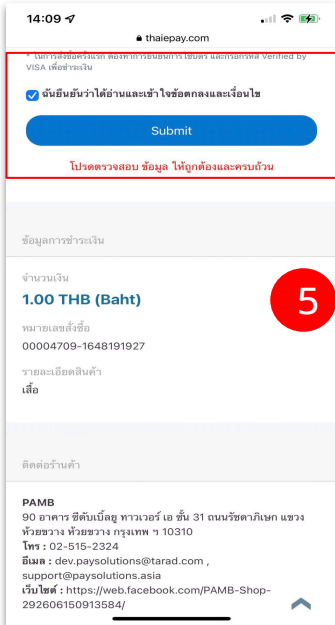 14:09
thaiepay.com
* ในการสั่งซื้อครั้งแรก ต้องทำการยืนยันการใช้บัตร และกรอกรหัส Verified by
VISA เพื่อชำระเงิน
ฉันยืนยันว่าได้อ่านและเข้าใจข้อตกลงและเงื่อนไข
Submit
โปรดตรวจสอบ ข้อมูล ให้ถูกต้องและครบถ้วน
ข้อมูลการชำระเงิน
จำนวนเงิน
1.00 THB (Baht)
5
หมายเลขสั่งซื้อ
00004709-1648191927
รายละเอียดสินค้า
เสื้อ
ติดต่อร้านค้า
PAMB
90 อาคาร ซีดับเบิ้ลยู ทาวเวอร์ เอ ชั้น 31 ถนนรัชดาภิเษก แขวง
ห้วยขวาง ห้วยขวาง กรุงเทพ ฯ 10310
โทร : 02-515-2324
อีเมล : dev.paysolutions@tarad.com ,
support@paysolutions.asia
เว็บไซต์ : https://web.facebook.com/PAMB-Shop-
292606150913584/